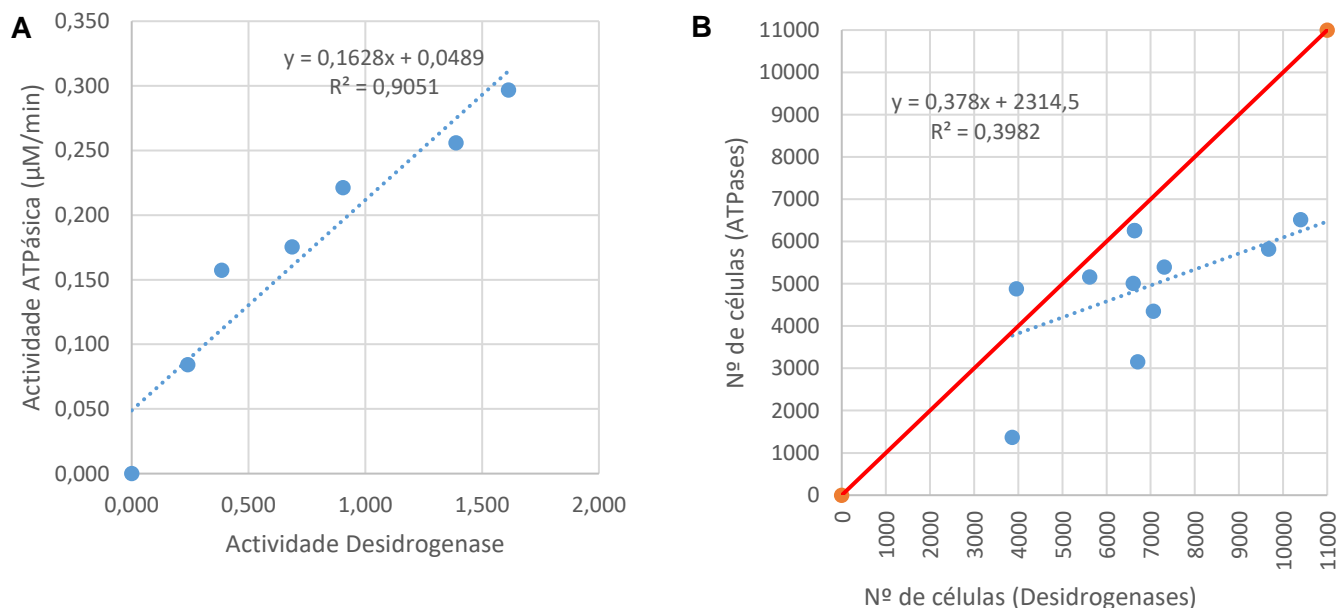 A
0,350
0,300
0,250
0,200
0,150
0,100
0,050
0,000
y = 0,1628x + 0,0489
R² = 0,9051
Actividade ATPásica (µM/min)
0,000 0,500 1,000 1,500 2,000
Actividade Desidrogenase
B
11000
10000
9000
8000
7000
6000
5000
4000
3000
2000
1000
0
y = 0,378x + 2314,5
R² = 0,3982
Nº de células (ATPases)
0 1000 2000 3000 4000 5000 6000 7000 8000 9000 10000 11000
Nº de células (Desidrogenases)